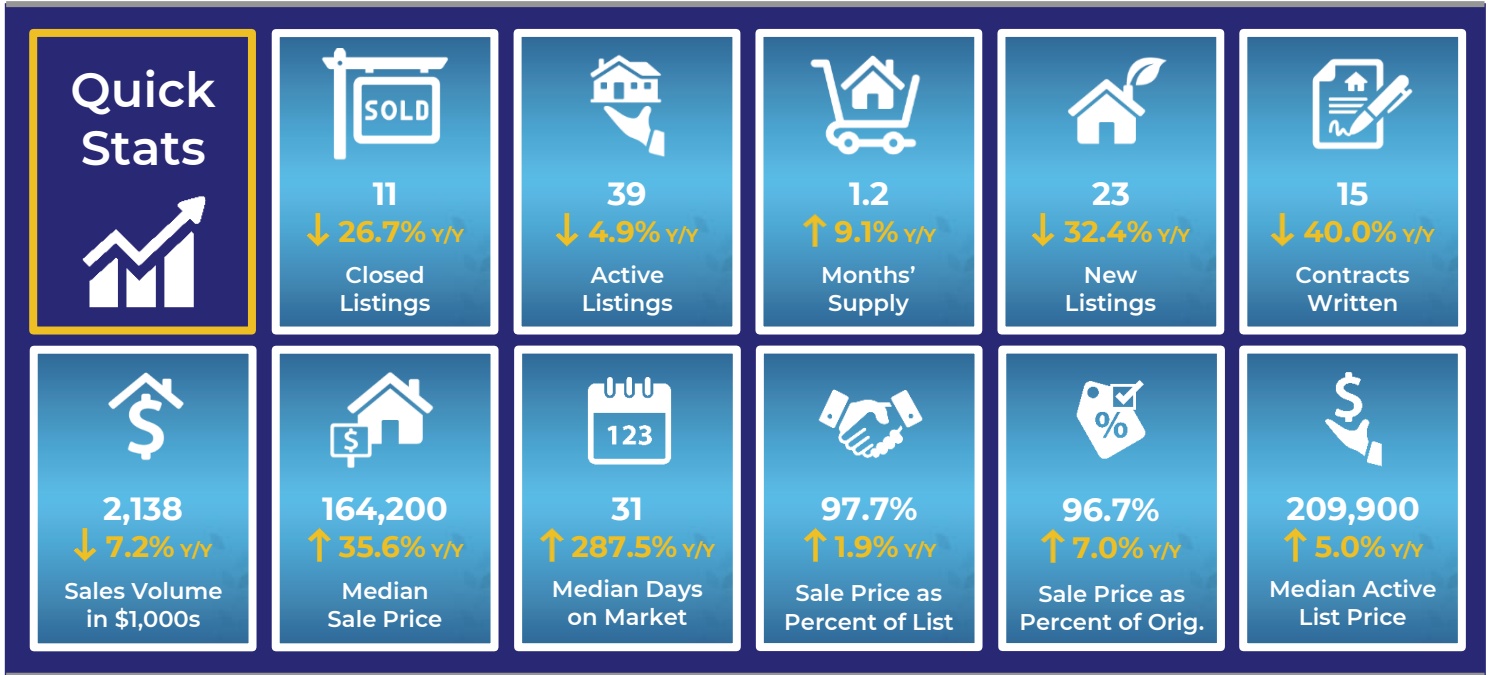 Quick
Stats
SOLD
11
↓ 26.7% Y/Y
Closed
Listings
39
↓ 4.9% Y/Y
Active
Listings
1.2
↑ 9.1% Y/Y
Months’
Supply
23
↓ 32.4% Y/Y
New
Listings
15
↓ 40.0% Y/Y
Contracts
Written
$
2,138
↓ 7.2% Y/Y
Sales Volume
in $1,000s
$
164,200
↑ 35.6% Y/Y
Median
Sale Price
123
31
↑ 287.5% Y/Y
Median Days
on Market
97.7%
↑ 1.9% Y/Y
Sale Price as
Percent of List
%
96.7%
↑ 7.0% Y/Y
Sale Price as
Percent of Orig.
$
209,900
↑ 5.0% Y/Y
Median Active
List Price